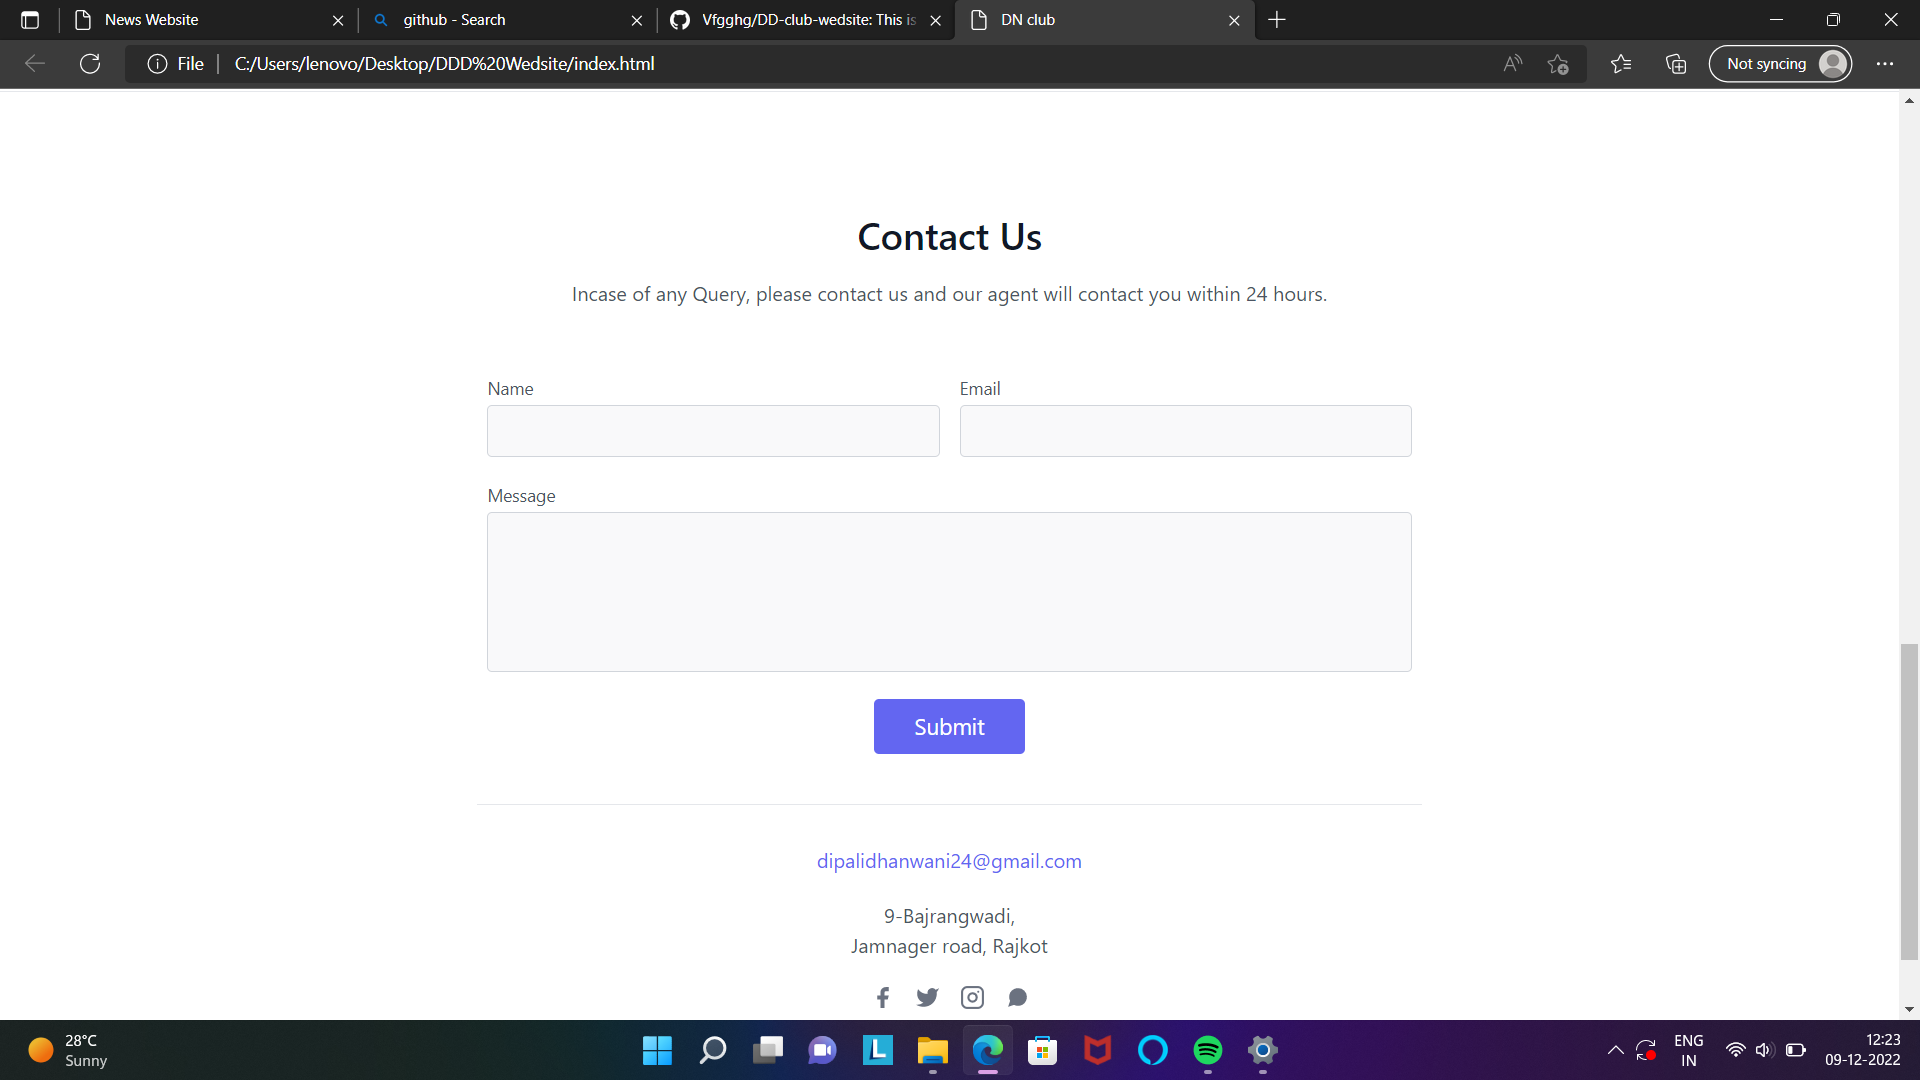 News Website
github - Search
Vfgghg/DD-club-wedsite: This is
DN club
File
C:/Users/lenovo/Desktop/DDD%20Wedsite/index.html
Not syncing
Contact Us
Incase of any Query, please contact us and our agent will contact you within 24 hours.
Name
Email
Message
Submit
dipalidhanwani24@gmail.com
9-Bajrangwadi,
Jamnager road, Rajkot
28°C
Sunny
ENG
IN
12:23
09-12-2022